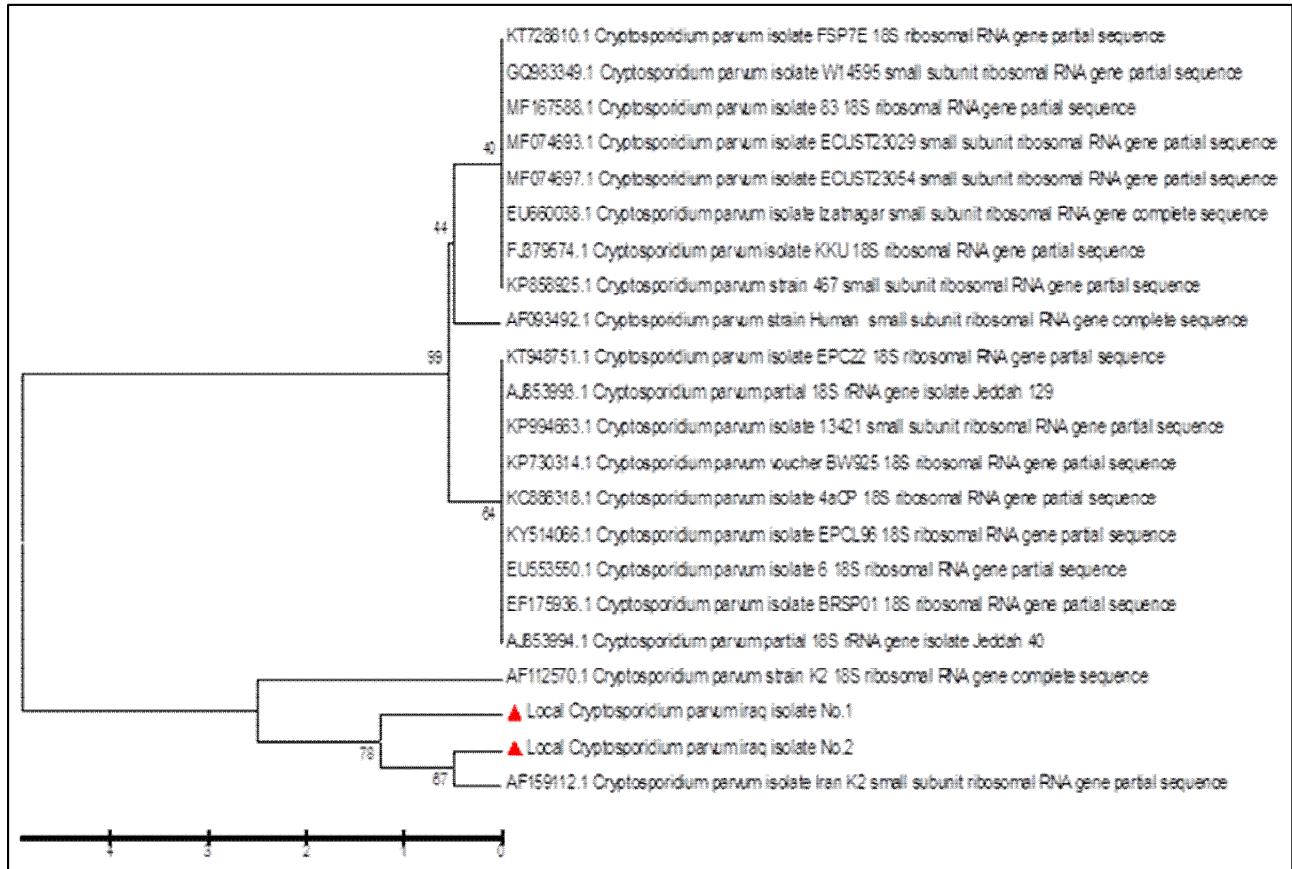 KT728610.1 Cryptosporidium parvum isolate FSP7E 18S ribosomal RNA gene partial sequence
GQ983349.1 Cryptosporidium parvum isolate W14595 small subunit ribosomal RNA gene partial sequence
MF167588.1 Cryptosporidium parvum isolate 83 18S ribosomal RNA gene partial sequence
40
MF074693.1 Cryptosporidium parvum isolate ECUST23029 small subunit ribosomal RNA gene partial sequence
MF074697.1 Cryptosporidium parvum isolate ECUST23054 small subunit ribosomal RNA gene partial sequence
EU660038.1 Cryptosporidium parvum isolate Izatnagar small subunit ribosomal RNA gene complete sequence
44
FJ379574.1 Cryptosporidium parvum isolate KKU 18S ribosomal RNA gene partial sequence
KP858925.1 Cryptosporidium parvum strain 467 small subunit ribosomal RNA gene partial sequence
AF093492.1 Cryptosporidium parvum strain Human small subunit ribosomal RNA gene complete sequence
99
KT948751.1 Cryptosporidium parvum isolate EPC22 18S ribosomal RNA gene partial sequence
AJ853993.1 Cryptosporidium parvum partial 18S rRNA gene isolate Jeddah 129
KP994663.1 Cryptosporidium parvum isolate 13421 small subunit ribosomal RNA gene partial sequence
KP730314.1 Cryptosporidium parvum voucher BW925 18S ribosomal RNA gene partial sequence
KC886318.1 Cryptosporidium parvum isolate 4aCP 18S ribosomal RNA gene partial sequence
64
KY514066.1 Cryptosporidium parvum isolate EPCL96 18S ribosomal RNA gene partial sequence
EU553550.1 Cryptosporidium parvum isolate 6 18S ribosomal RNA gene partial sequence
EF175936.1 Cryptosporidium parvum isolate BRSP01 18S ribosomal RNA gene partial sequence
AJ853994.1 Cryptosporidium parvum partial 18S rRNA gene isolate Jeddah 40
AF112570.1 Cryptosporidium parvum strain K2 18S ribosomal RNA gene complete sequence
Local Cryptosporidium parvum iraq isolate No.1
78
Local Cryptosporidium parvum iraq isolate No.2
67
AF159112.1 Cryptosporidium parvum isolate Iran K2 small subunit ribosomal RNA gene partial sequence
4 3 2 1 0